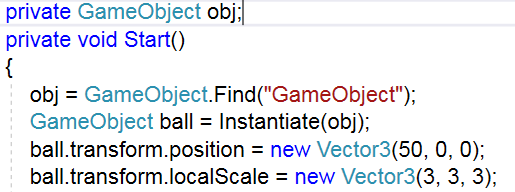 private GameObject obj;
private void Start()
{
obj = GameObject.Find("GameObject");
GameObject ball = Instantiate(obj);
ball.transform.position = new Vector3(50, 0, 0);
ball.transform.localScale = new Vector3(3, 3, 3);